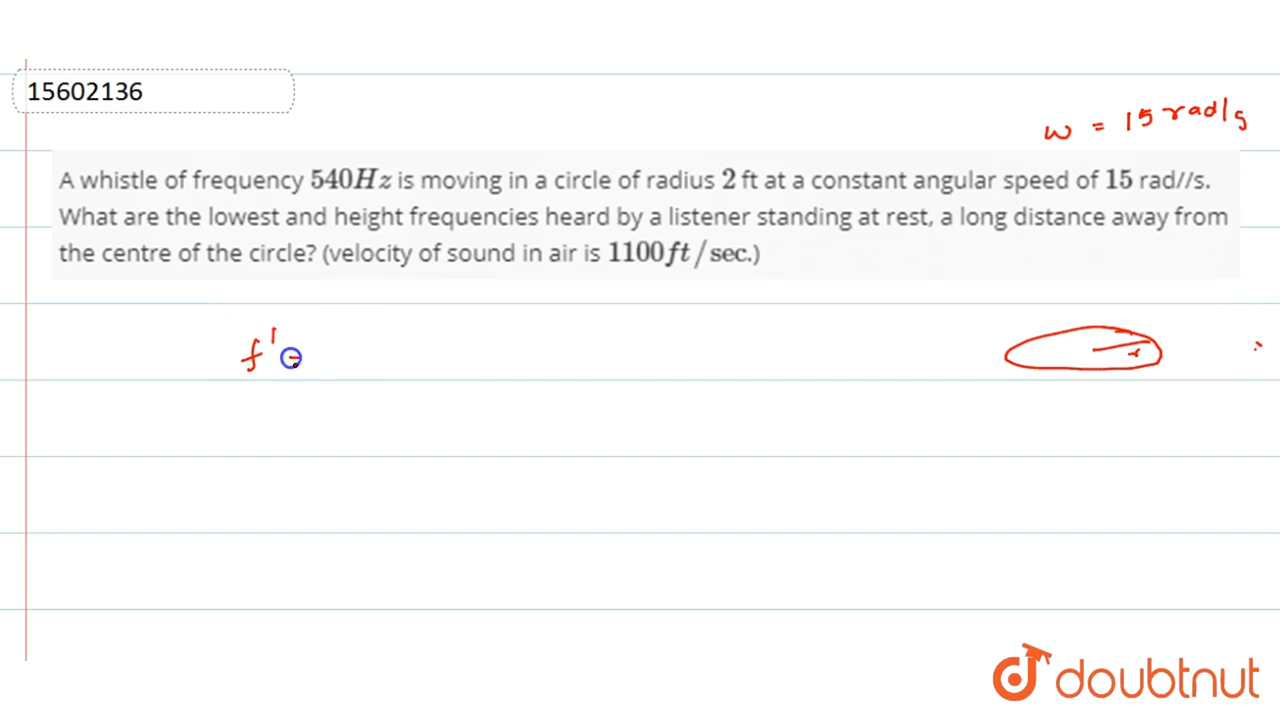 15602136
w = 15 rad/s
A whistle of frequency 540Hz is moving in a circle of radius 2 ft at a constant angular speed of 15 rad//s.
What are the lowest and height frequencies heard by a listener standing at rest, a long distance away from
the centre of the circle? (velocity of sound in air is 1100ft/sec.)
f' =
r
doubtnut